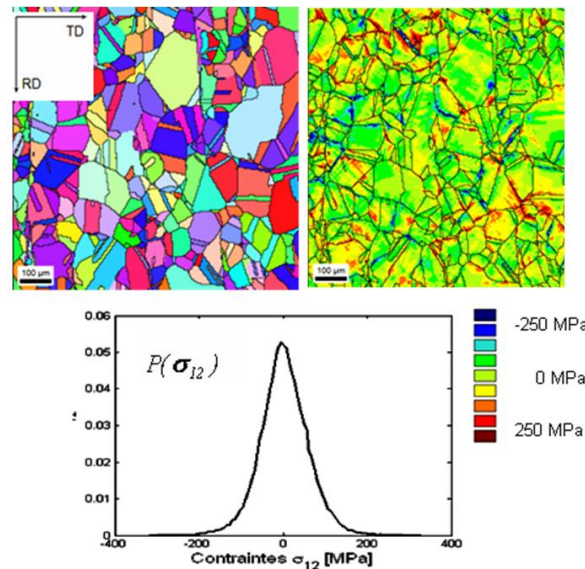 TD
RD
100 µm
100 µm
-250 MPa
0 MPa
250 MPa
P(σ12)
0.06
0.05
0.04
0.03
0.02
0.01
0
-400
-200
0
200
400
Contraintes σ12 [MPa]